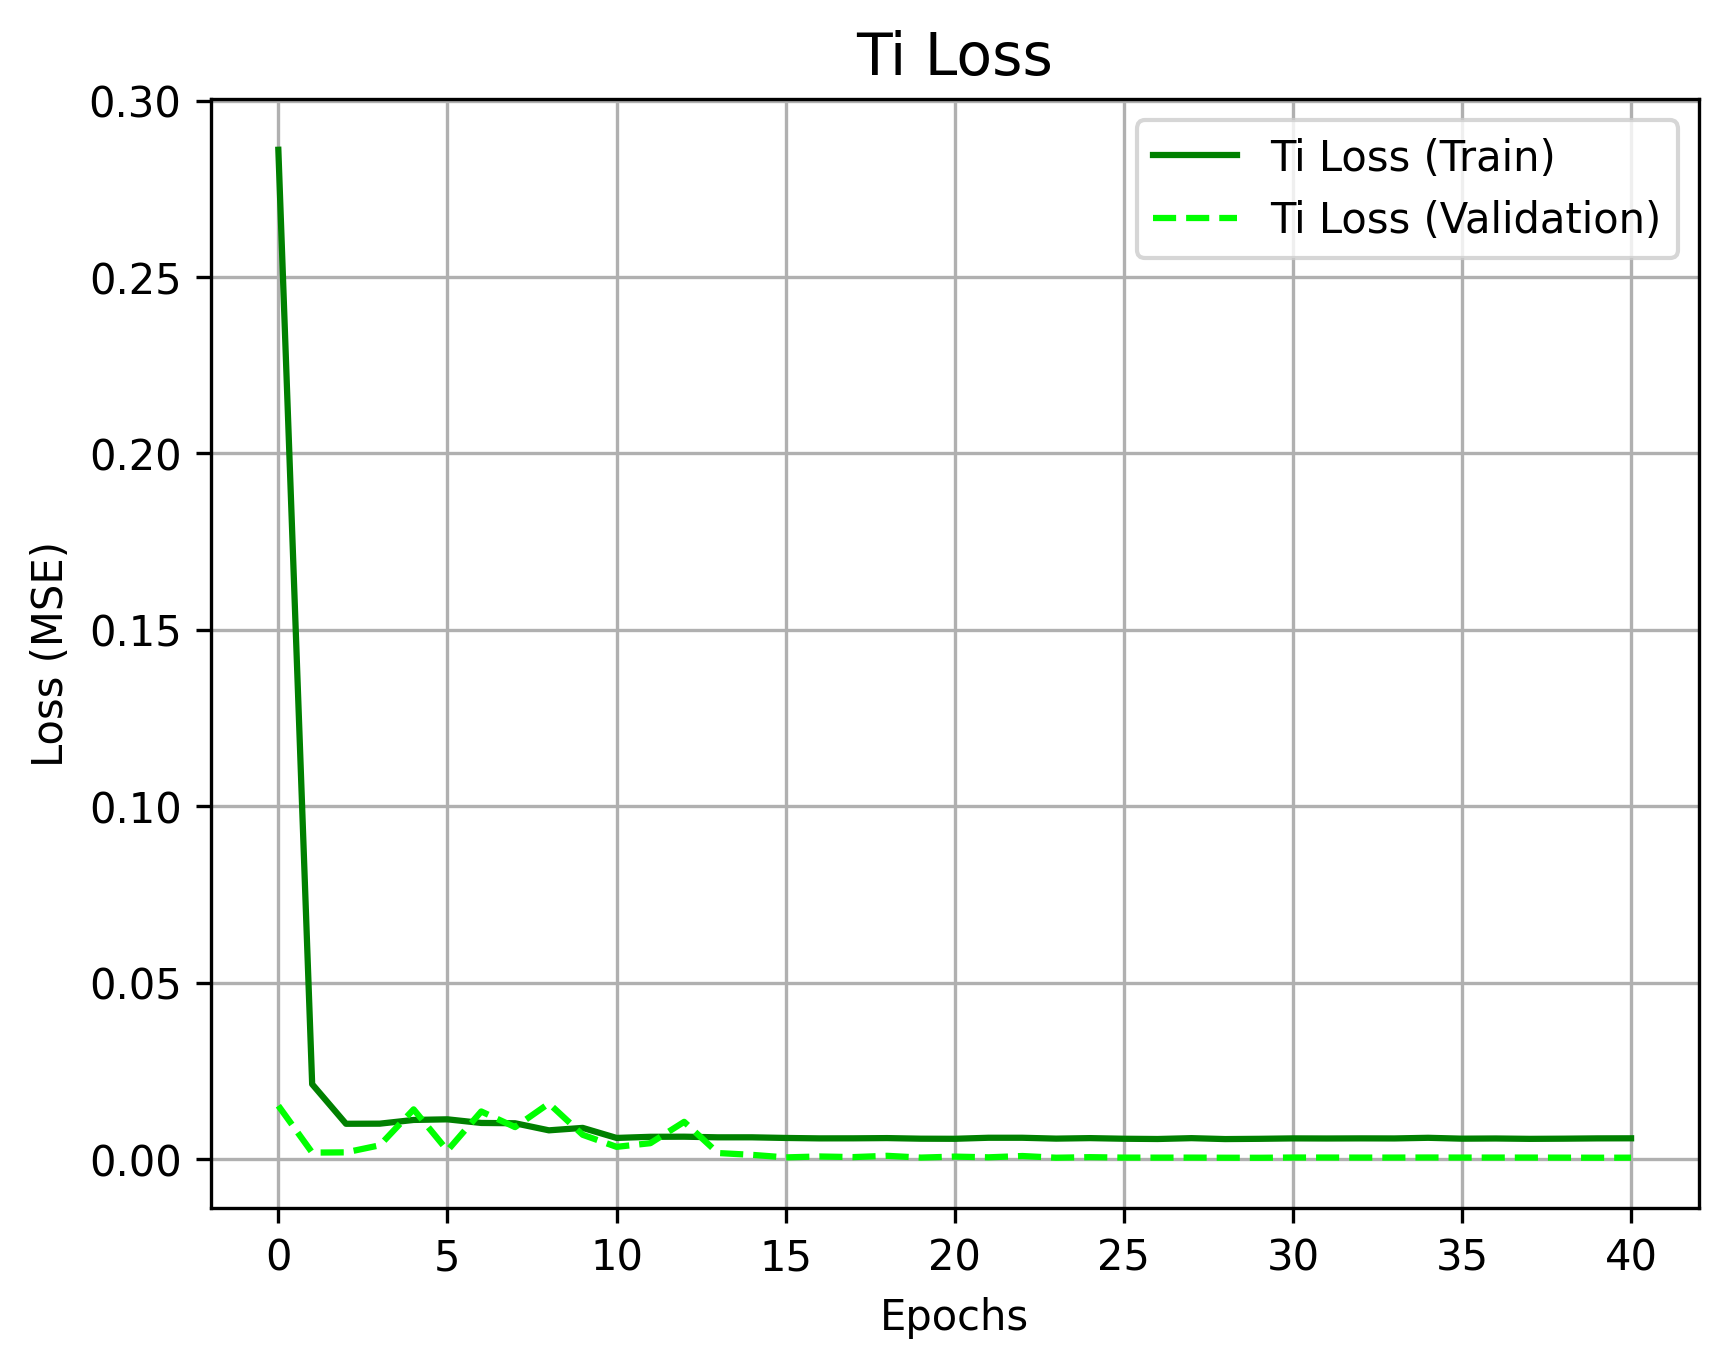 Ti Loss
Ti Loss (Train)
Ti Loss (Validation)
Loss (MSE)
0.30
0.25
0.20
0.15
0.10
0.05
0.00
0 5 10 15 20 25 30 35 40
Epochs